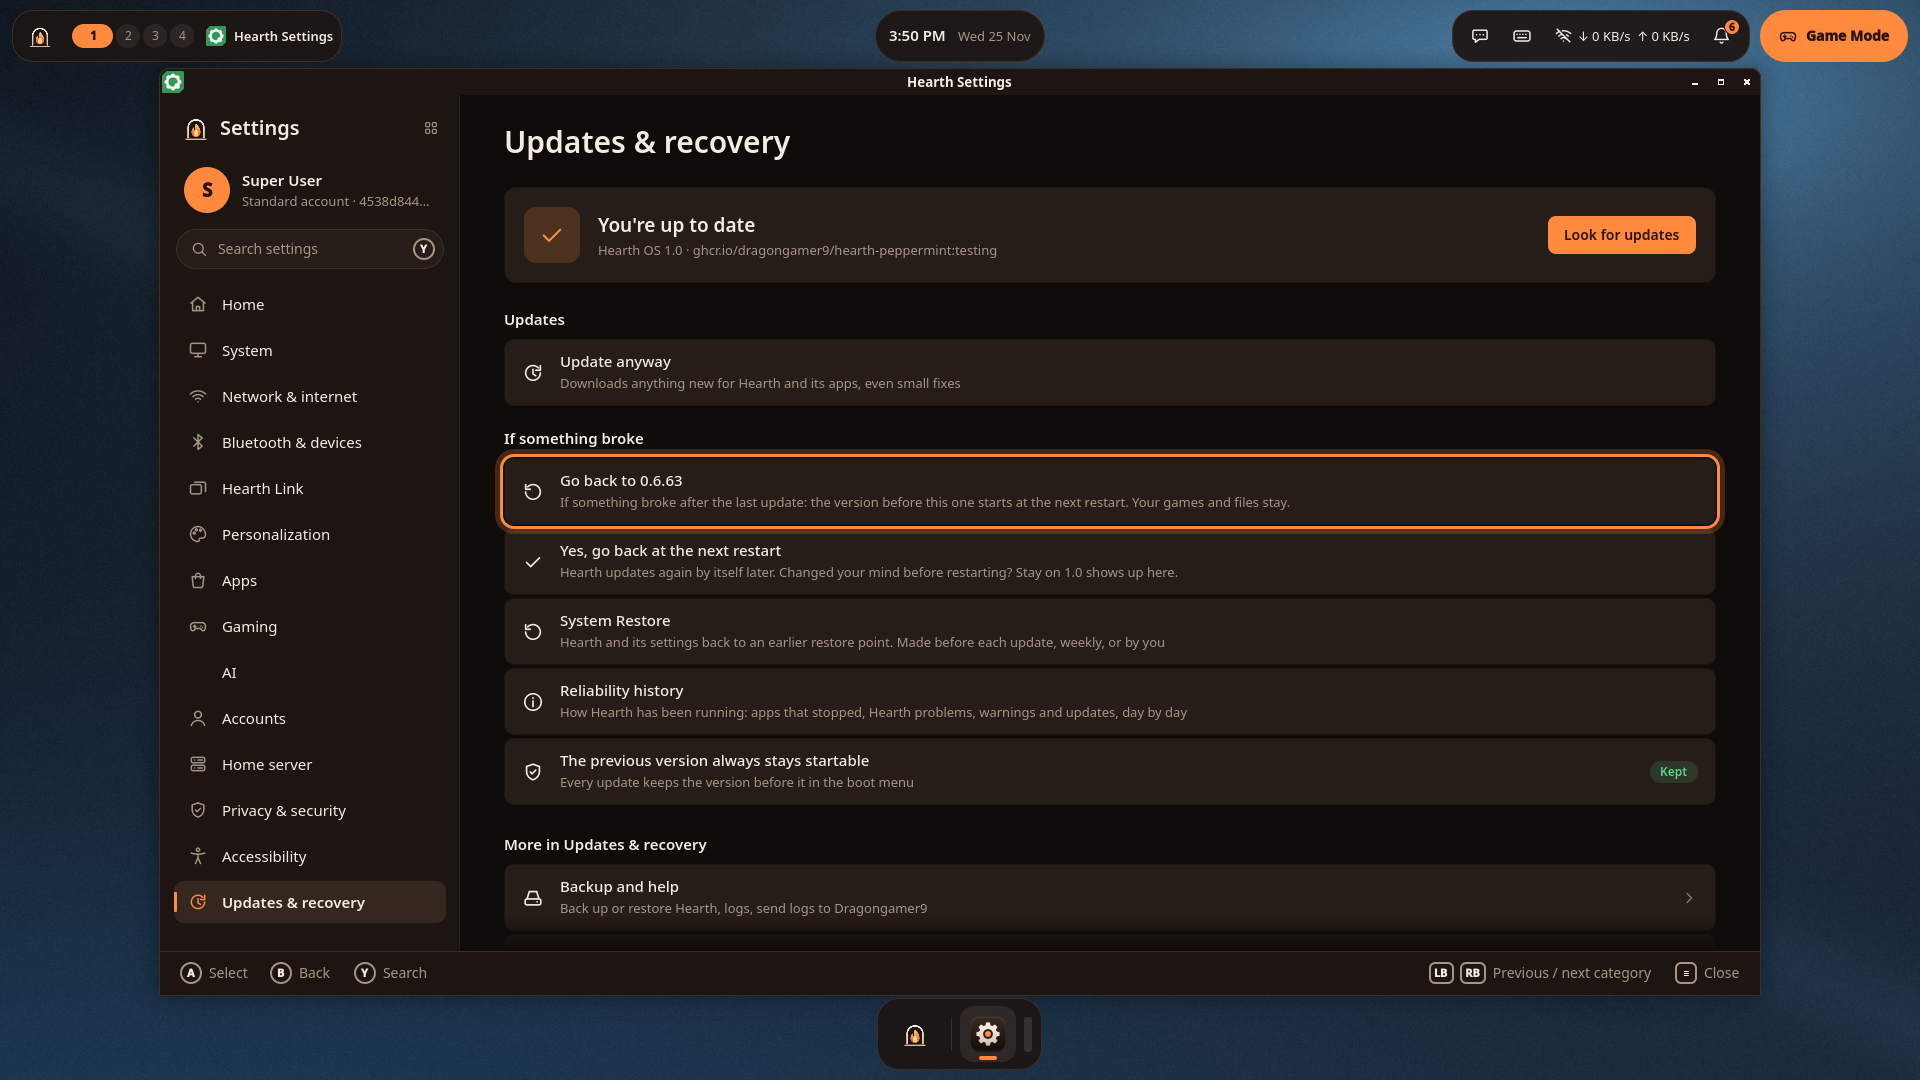 1 2 3 4 Hearth Settings
3:50 PM Wed 25 Nov
↓ 0 KB/s ↑ 0 KB/s
6
Game Mode
Hearth Settings
Settings
S
Super User
Standard account · 4538d844...
Search settings Y
Home
System
Network & internet
Bluetooth & devices
Hearth Link
Personalization
Apps
Gaming
AI
Accounts
Home server
Privacy & security
Accessibility
Updates & recovery
Updates & recovery
You're up to date
Hearth OS 1.0 · ghcr.io/dragongamer9/hearth-peppermint:testing
Look for updates
Updates
Update anyway
Downloads anything new for Hearth and its apps, even small fixes
If something broke
Go back to 0.6.63
If something broke after the last update: the version before this one starts at the next restart. Your games and files stay.
Yes, go back at the next restart
Hearth updates again by itself later. Changed your mind before restarting? Stay on 1.0 shows up here.
System Restore
Hearth and its settings back to an earlier restore point. Made before each update, weekly, or by you
Reliability history
How Hearth has been running: apps that stopped, Hearth problems, warnings and updates, day by day
The previous version always stays startable
Every update keeps the version before it in the boot menu
Kept
More in Updates & recovery
Backup and help
Back up or restore Hearth, logs, send logs to Dragongamer9
A Select B Back Y Search
LB RB Previous / next category ≡ Close